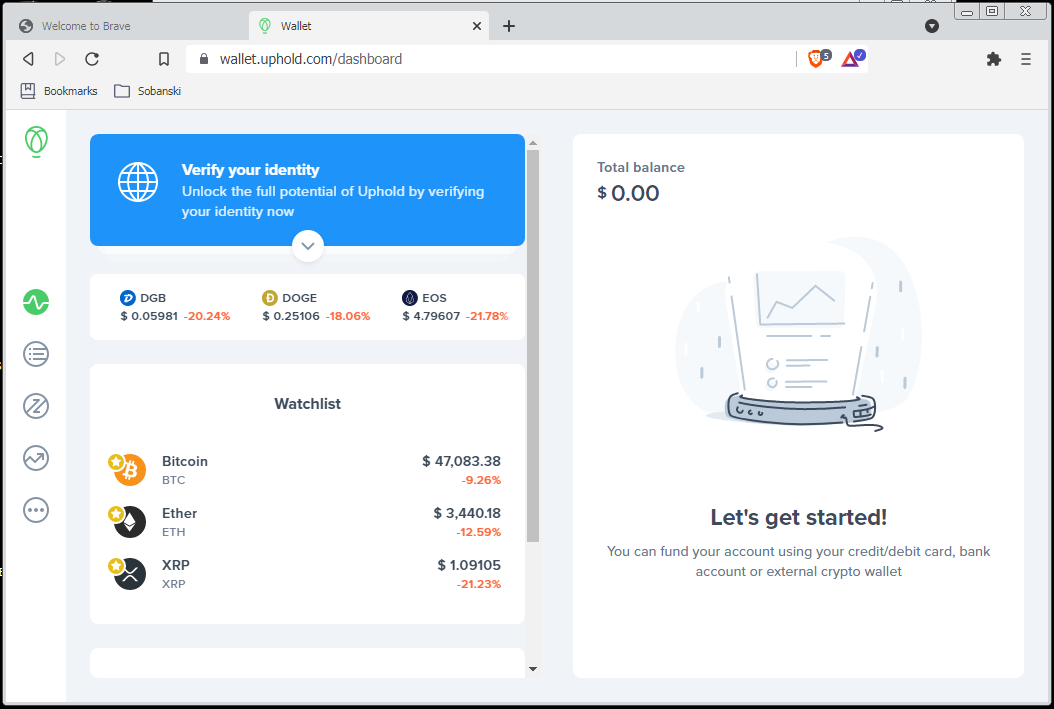 Welcome to Brave
Wallet
wallet.uphold.com/dashboard
5
Bookmarks
Sobanski
Verify your identity
Unlock the full potential of Uphold by verifying
your identity now
DGB
$ 0.05981 -20.24%
DOGE
$ 0.25106 -18.06%
EOS
$ 4.79607 -21.78%
Watchlist
Bitcoin
$ 47,083.38
BTC
-9.26%
Ether
$ 3,440.18
ETH
-12.59%
XRP
$ 1.09105
XRP
-21.23%
Total balance
$ 0.00
Let's get started!
You can fund your account using your credit/debit card, bank
account or external crypto wallet